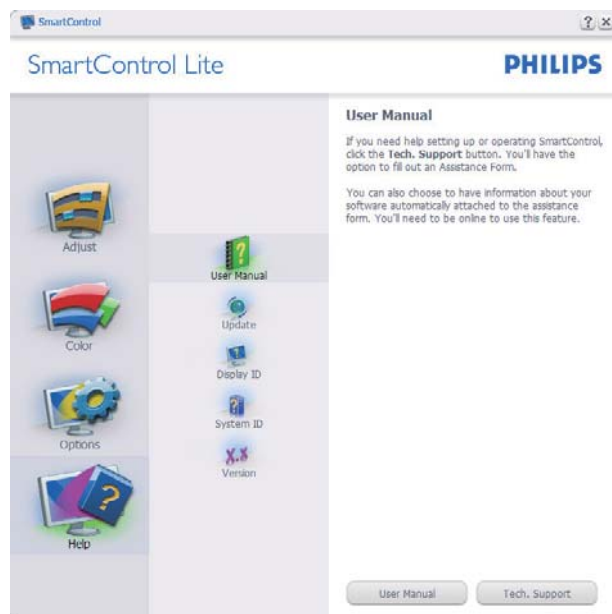 SmartControl
SmartControl Lite
PHILIPS
Adjust
Color
Options
Help
User Manual
Update
Display ID
System ID
X.X
Version
User Manual
If you need help setting up or operating SmartControl,
click the Tech. Support button. You'll have the
option to fill out an Assistance Form.
You can also choose to have information about your
software automatically attached to the assistance
form. You'll need to be online to use this feature.
User Manual
Tech. Support